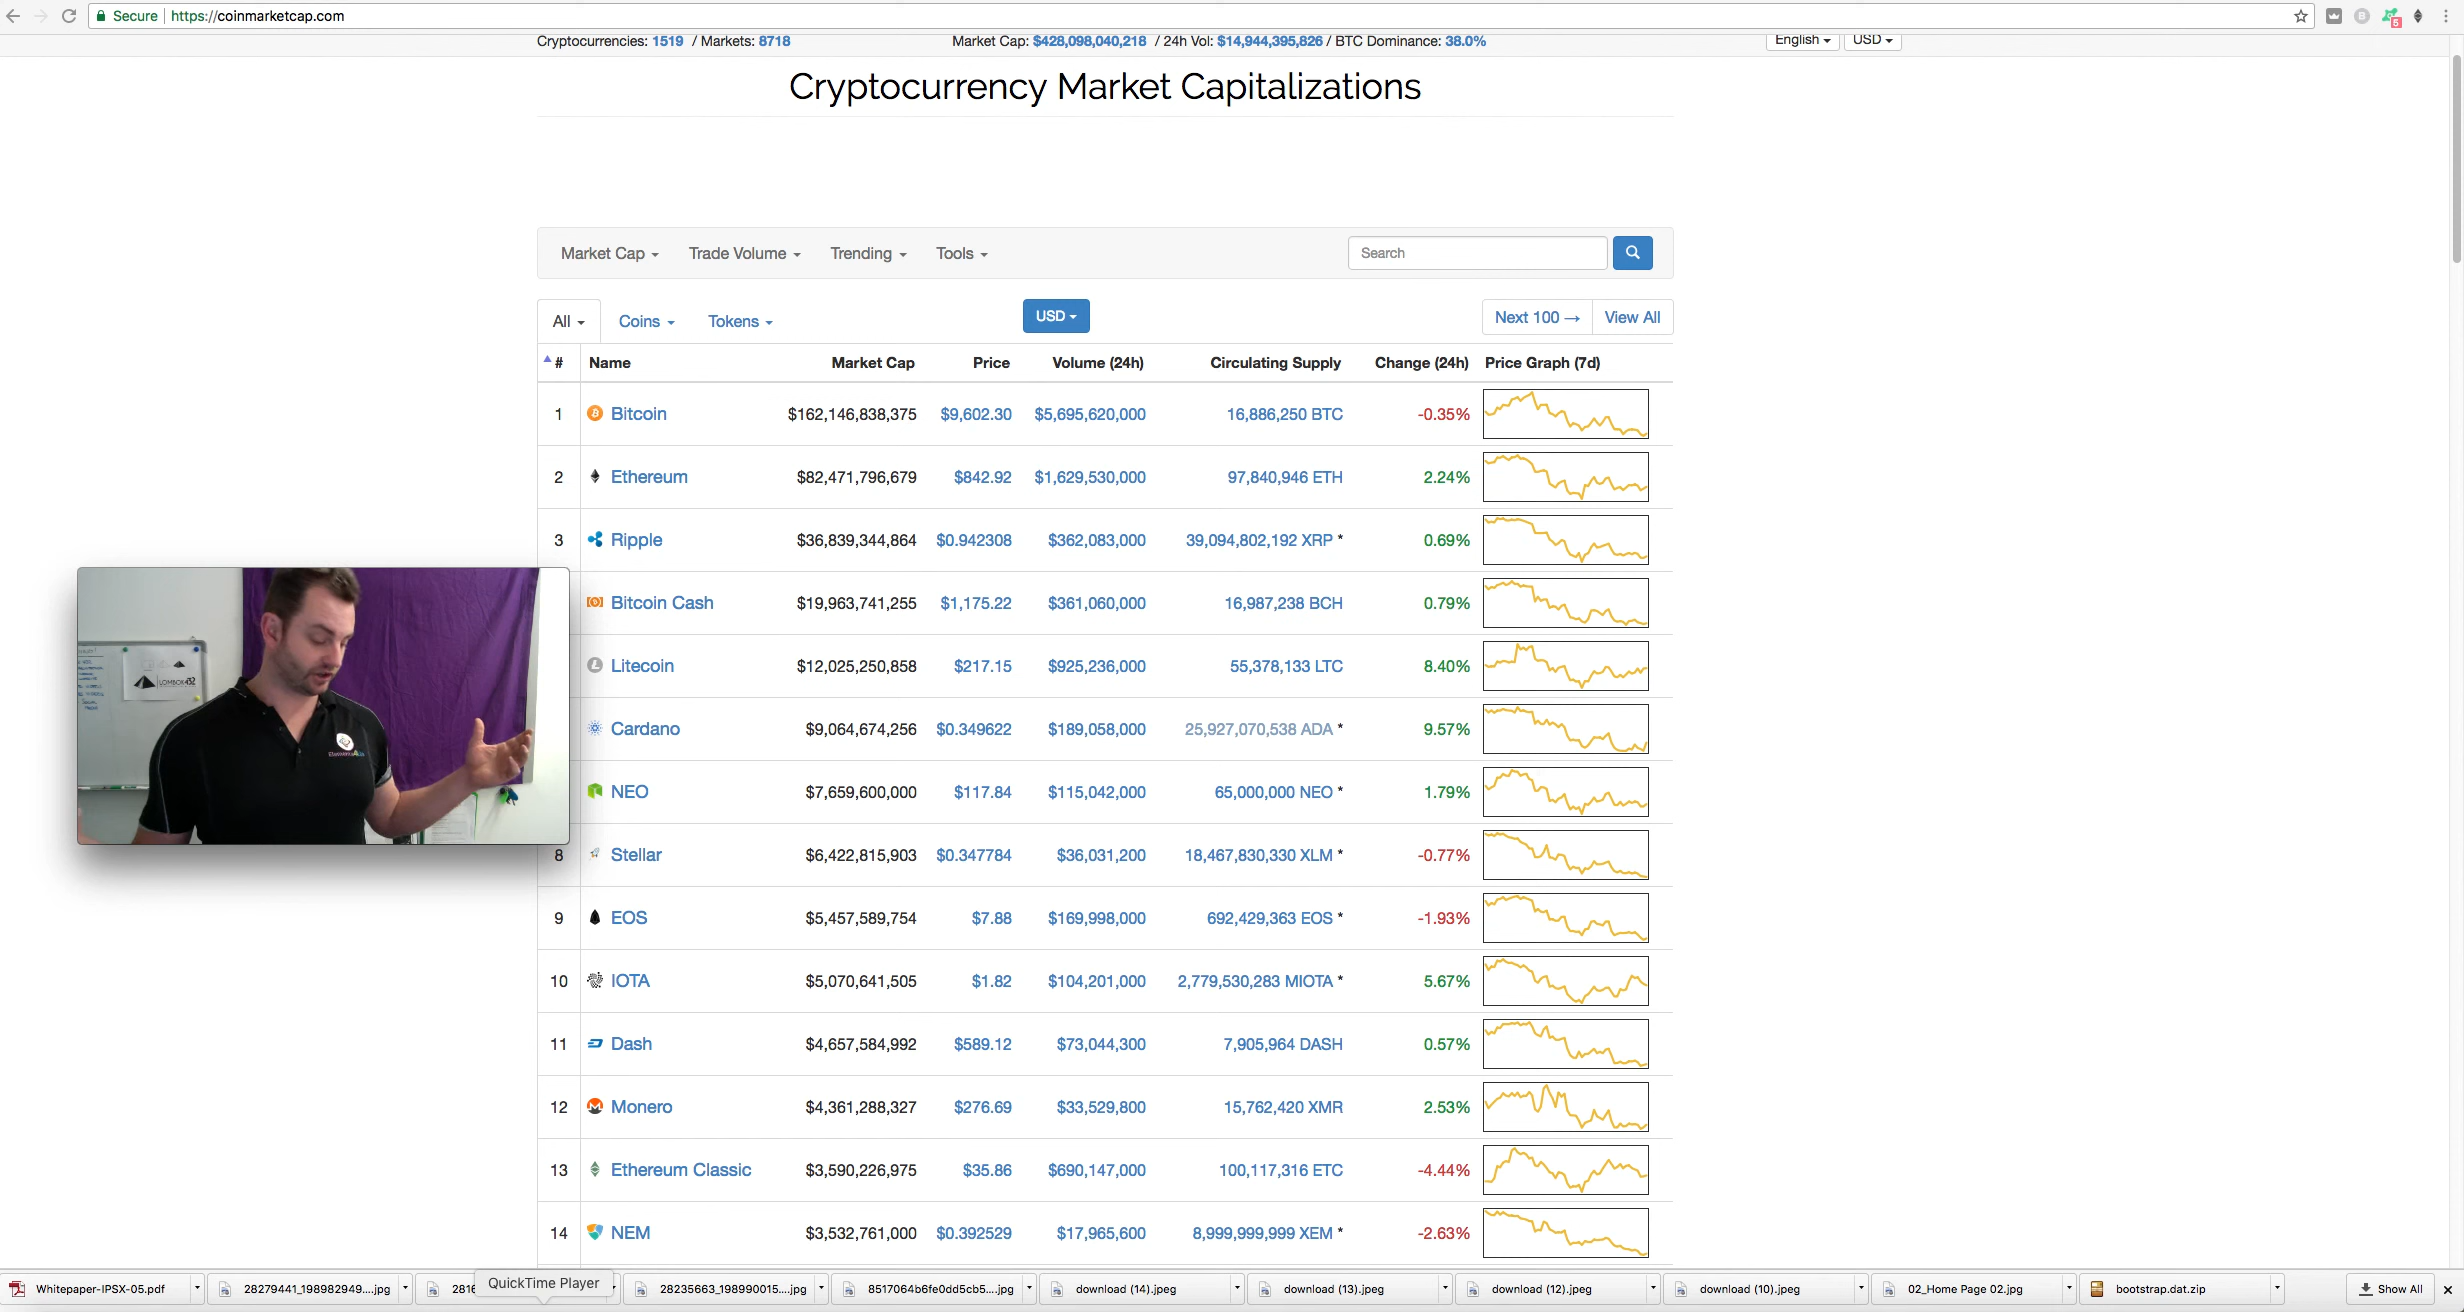 Secure https://coinmarketcap.com
Cryptocurrencies: 1519 / Markets: 8718 Market Cap: $428,098,040,218 / 24h Vol: $14,944,395,826 / BTC Dominance: 38.0% English USD
Cryptocurrency Market Capitalizations
Market Cap Trade Volume Trending Tools Search
All Coins Tokens USD Next 100 → View All
# Name Market Cap Price Volume (24h) Circulating Supply Change (24h) Price Graph (7d)
1 Bitcoin $162,146,838,375 $9,602.30 $5,695,620,000 16,886,250 BTC -0.35%
2 Ethereum $82,471,796,679 $842.92 $1,629,530,000 97,840,946 ETH 2.24%
3 Ripple $36,839,344,864 $0.942308 $362,083,000 39,094,802,192 XRP * 0.69%
Bitcoin Cash $19,963,741,255 $1,175.22 $361,060,000 16,987,238 BCH 0.79%
Litecoin $12,025,250,858 $217.15 $925,236,000 55,378,133 LTC 8.40%
LOMBOK432
Cardano $9,064,674,256 $0.349622 $189,058,000 25,927,070,538 ADA * 9.57%
NEO $7,659,600,000 $117.84 $115,042,000 65,000,000 NEO * 1.79%
8 Stellar $6,422,815,903 $0.347784 $36,031,200 18,467,830,330 XLM * -0.77%
9 EOS $5,457,589,754 $7.88 $169,998,000 692,429,363 EOS * -1.93%
10 IOTA $5,070,641,505 $1.82 $104,201,000 2,779,530,283 MIOTA * 5.67%
11 Dash $4,657,584,992 $589.12 $73,044,300 7,905,964 DASH 0.57%
12 Monero $4,361,288,327 $276.69 $33,529,800 15,762,420 XMR 2.53%
13 Ethereum Classic $3,590,226,975 $35.86 $690,147,000 100,117,316 ETC -4.44%
14 NEM $3,532,761,000 $0.392529 $17,965,600 8,999,999,999 XEM * -2.63%
QuickTime Player
Whitepaper-IPSX-05.pdf 28279441_198982949....jpg 2816 28235663_198990015....jpg 8517064b6fe0dd5cb5....jpg download (14).jpeg download (13).jpeg download (12).jpeg download (10).jpeg 02_Home Page 02.jpg bootstrap.dat.zip Show All